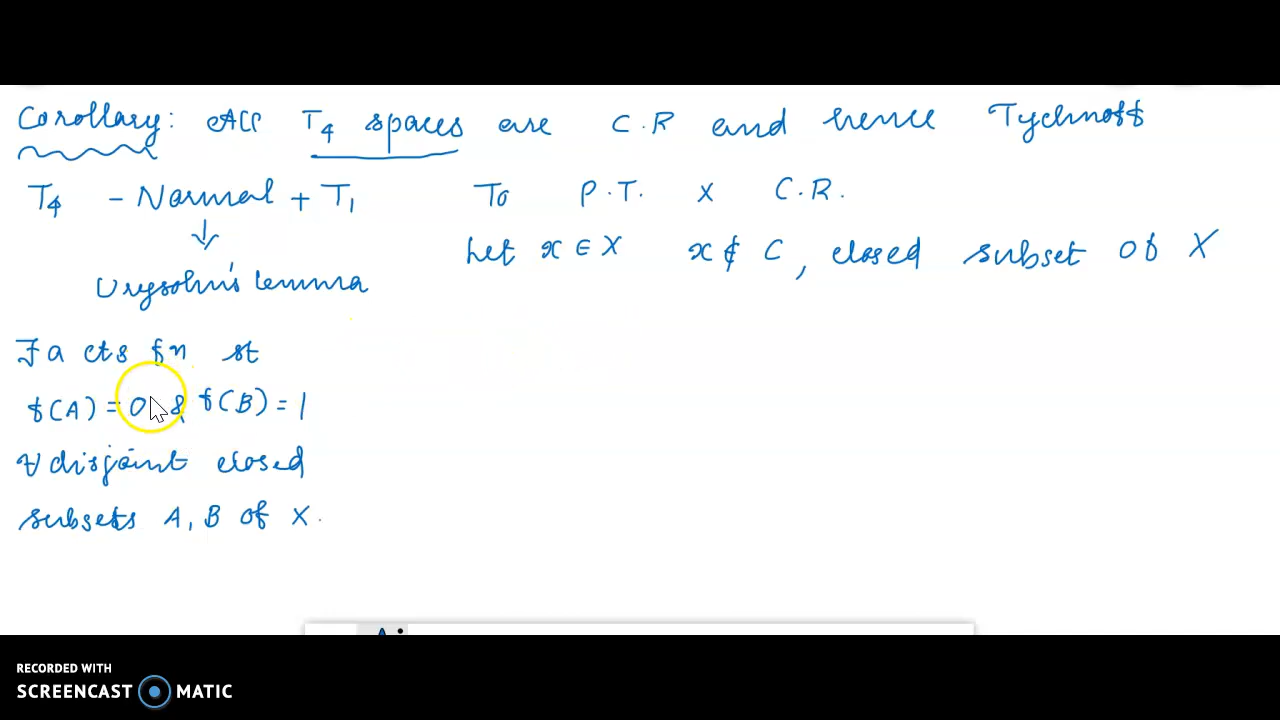 Corollary: All T4 spaces are C.R and hence Tychnoff
T4 - Normal + T1
↓
Urysohn's lemma
∃ a cts fn st
f(A) = 0 & f(B) = 1
∀ disjoint closed
subsets A, B of X.
To P.T. X C.R.
Let x ∈ X x ∉ C, closed subset of X
RECORDED WITH
SCREENCAST MATIC